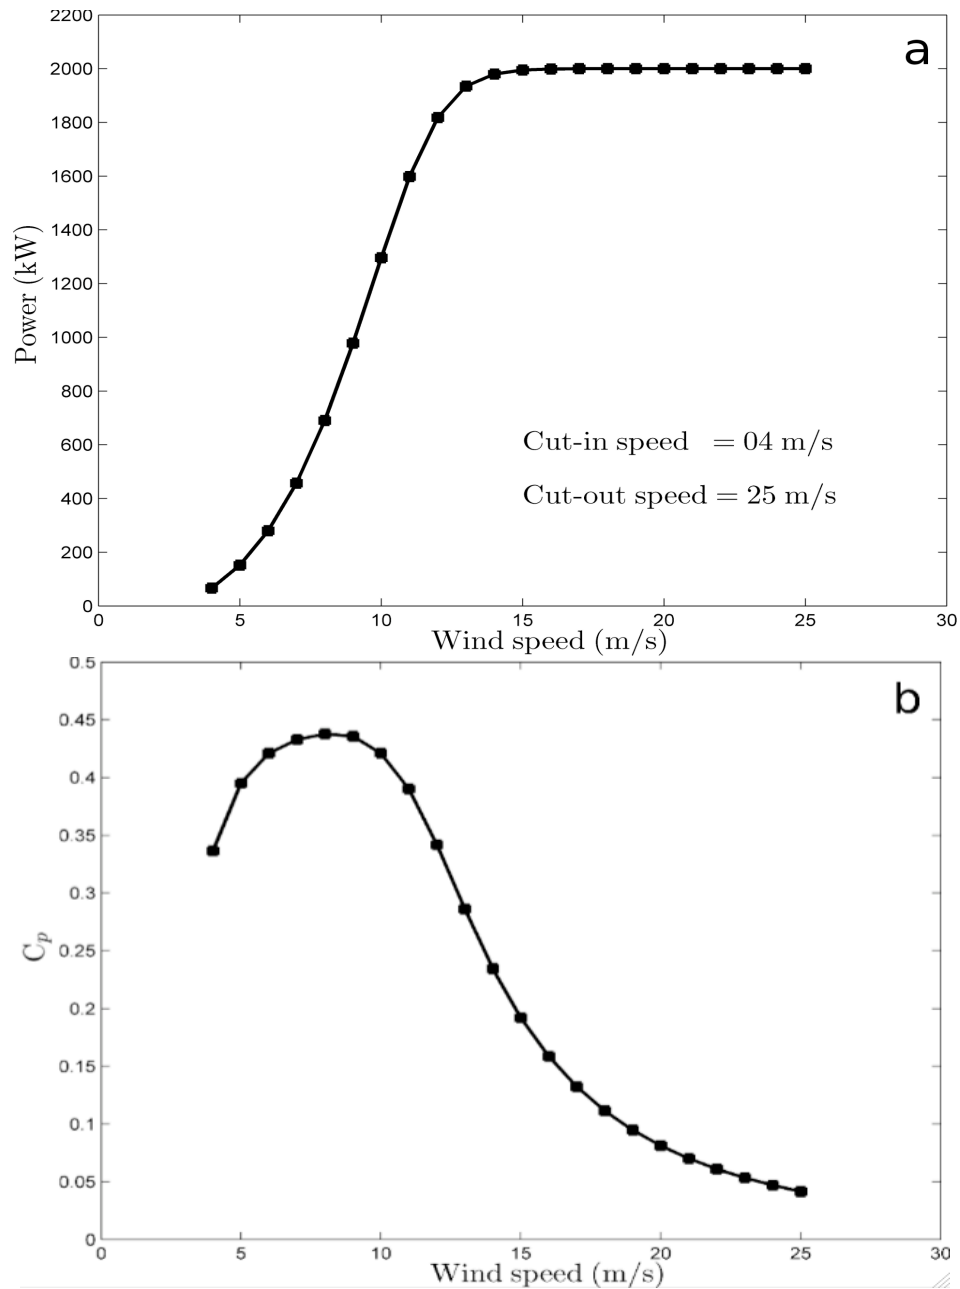 2200
a
2000
1800
1600
1400
1200
1000
800
600
400
200
0
Power (kW)
Cut-in speed = 04 m/s
Cut-out speed = 25 m/s
0 5 10 15 20 25 30
Wind speed (m/s)
0.5
b
0.45
0.4
0.35
0.3
0.25
0.2
0.15
0.1
0.05
0
Cp
0 5 10 15 20 25 30
Wind speed (m/s)